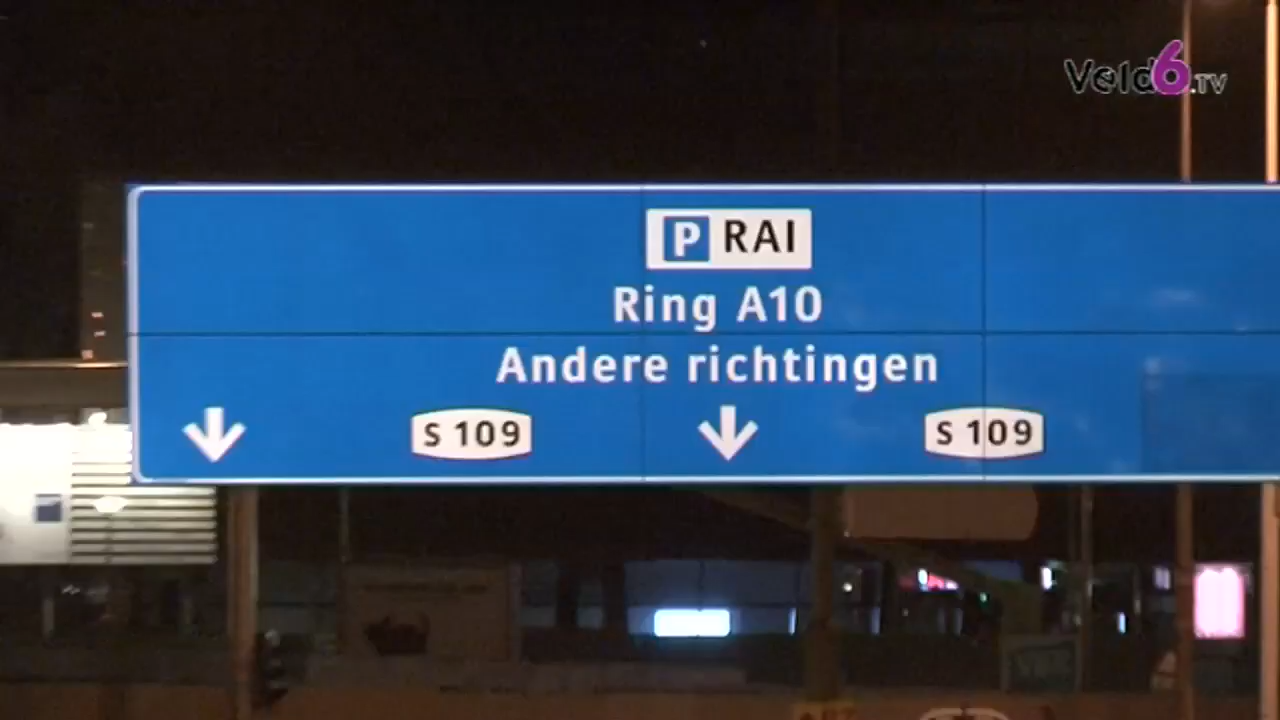 Veld6.TV
P RAI
Ring A10
Andere richtingen
S 109 S 109